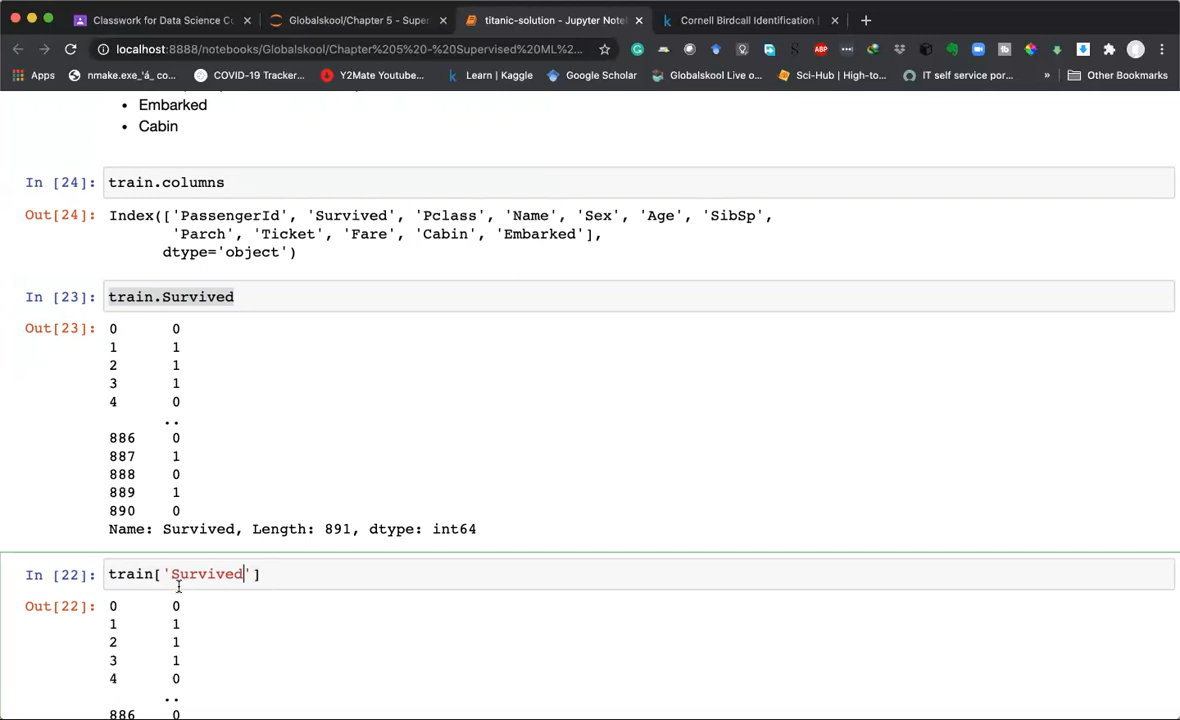 Classwork for Data Science Co
Globalskool/Chapter 5 - Super
titanic-solution - Jupyter Note
Cornell Birdcall Identification
localhost:8888/notebooks/Globalskool/Chapter%205%20-%20Supervised%20ML%2...
Apps
nmake.exe_'á_ co...
COVID-19 Tracker...
Y2Mate Youtube...
Learn | Kaggle
Google Scholar
Globalskool Live o...
Sci-Hub | High-to...
IT self service por...
»
Other Bookmarks
Embarked
Cabin
In [24]: train.columns
Out[24]: Index(['PassengerId', 'Survived', 'Pclass', 'Name', 'Sex', 'Age', 'SibSp',
'Parch', 'Ticket', 'Fare', 'Cabin', 'Embarked'],
dtype='object')
In [23]: train.Survived
Out[23]: 0 0
1 1
2 1
3 1
4 0
..
886 0
887 1
888 0
889 1
890 0
Name: Survived, Length: 891, dtype: int64
In [22]: train['Survived']
Out[22]: 0 0
1 1
2 1
3 1
4 0
..
886 0